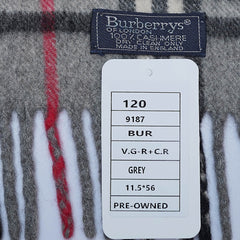 Burberrys
OF LONDON
100% CASHMERE
DRY CLEAN ONLY
MADE IN ENGLAND
120
9187
BUR
V.G-R+C.R
GREY
11.5*56
PRE-OWNED